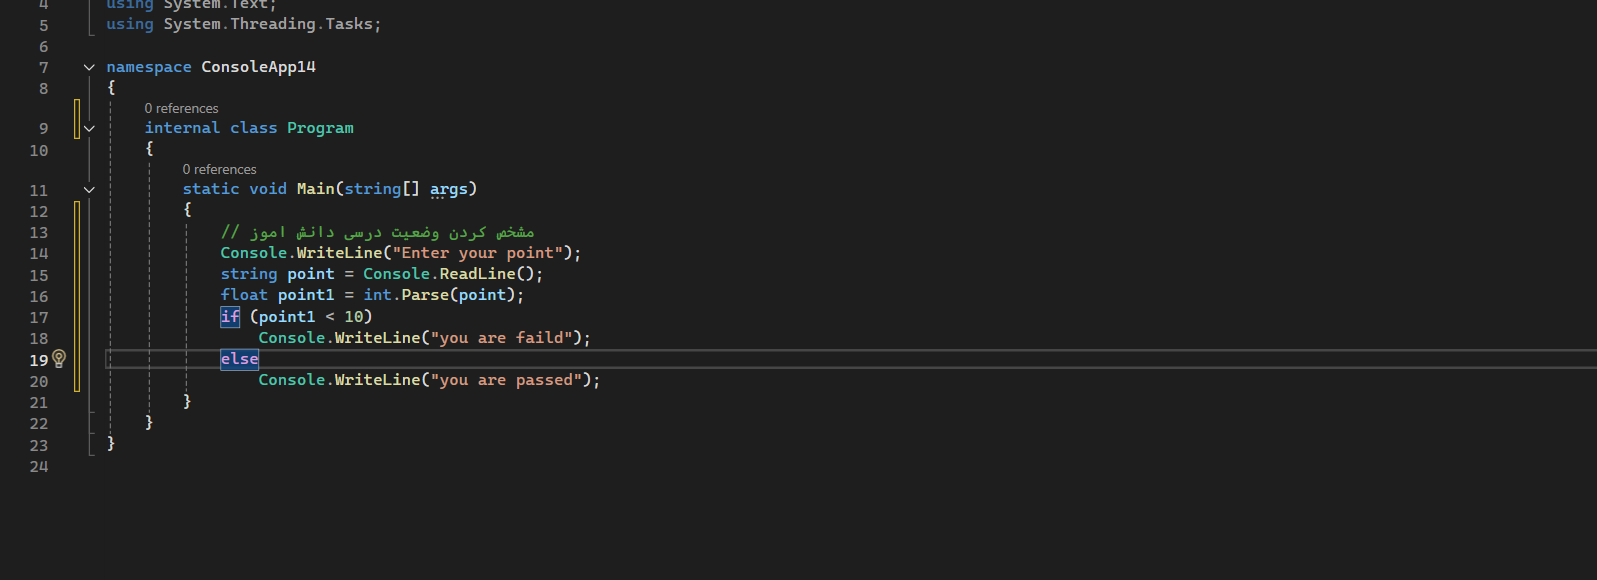 4 using System.Text;
5 using System.Threading.Tasks;
6
7 namespace ConsoleApp14
8 {
0 references
9 internal class Program
10 {
0 references
11 static void Main(string[] args)
12 {
13 // مشخص کردن وضعیت درسی دانش اموز
14 Console.WriteLine("Enter your point");
15 string point = Console.ReadLine();
16 float point1 = int.Parse(point);
17 if (point1 < 10)
18 Console.WriteLine("you are faild");
19 else
20 Console.WriteLine("you are passed");
21 }
22 }
23 }
24